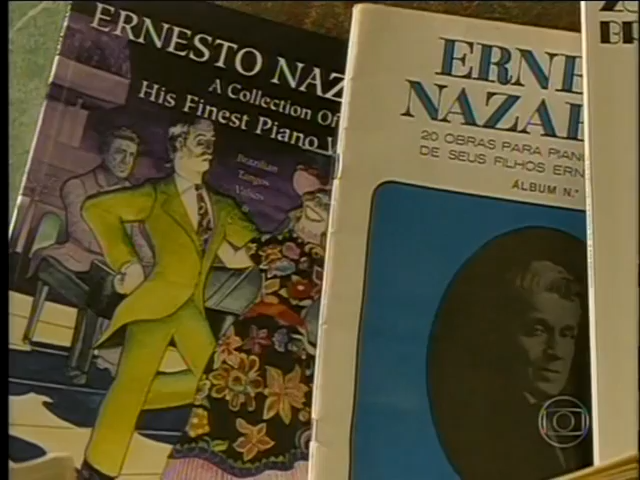 ERNESTO NAZ
A Collection Of
His Finest Piano
Brazilian
Tangos
Valses
ERNE
NAZAR
20 OBRAS PARA PIAN
DE SEUS FILHOS ERN
ÁLBUM N.º
BR